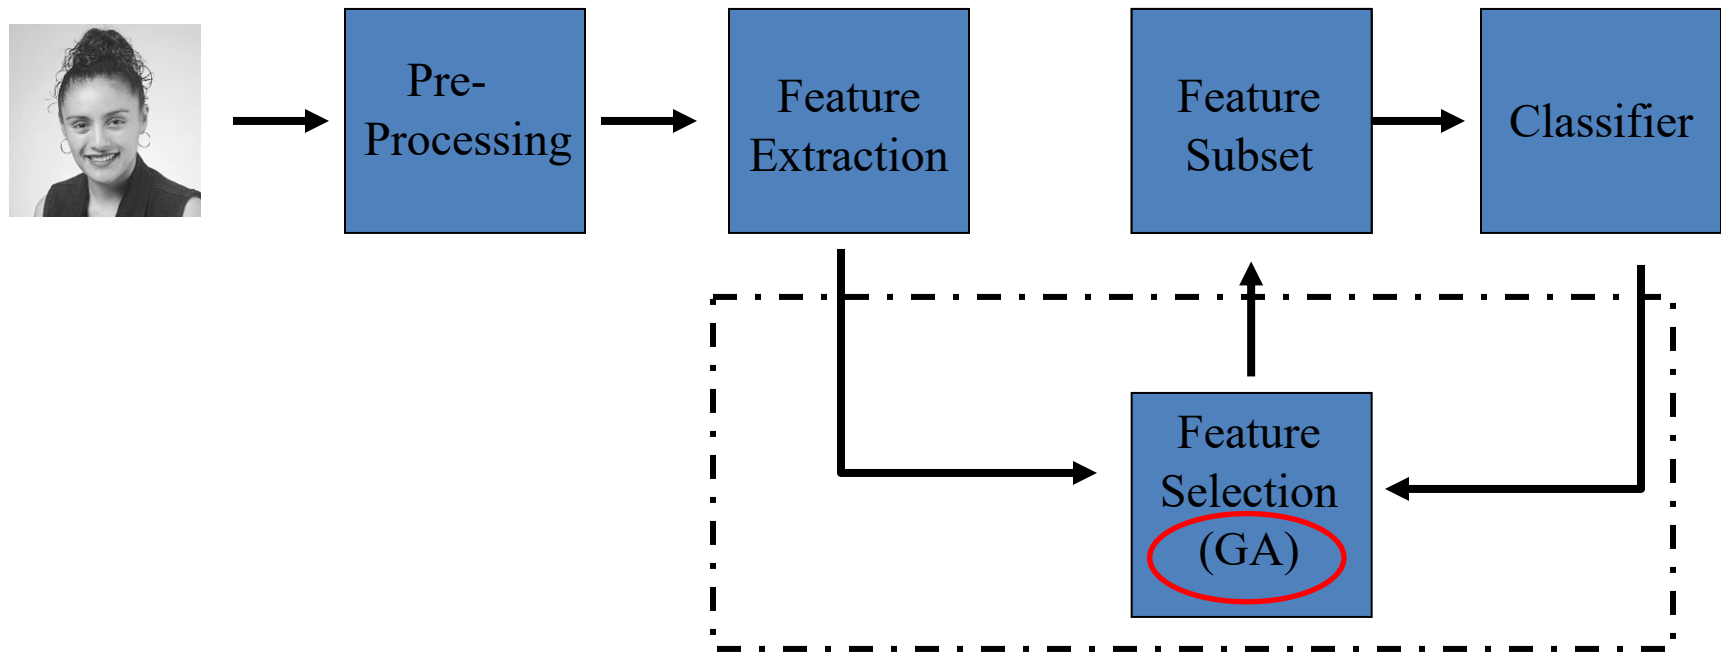 Pre-
Processing
Feature
Extraction
Feature
Subset
Classifier
Feature
Selection
(GA)